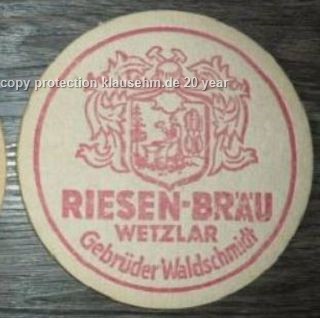 copy protection klausehm.de 20 year
RIESEN-BRÄU
WETZLAR
Gebrüder Waldschmidt